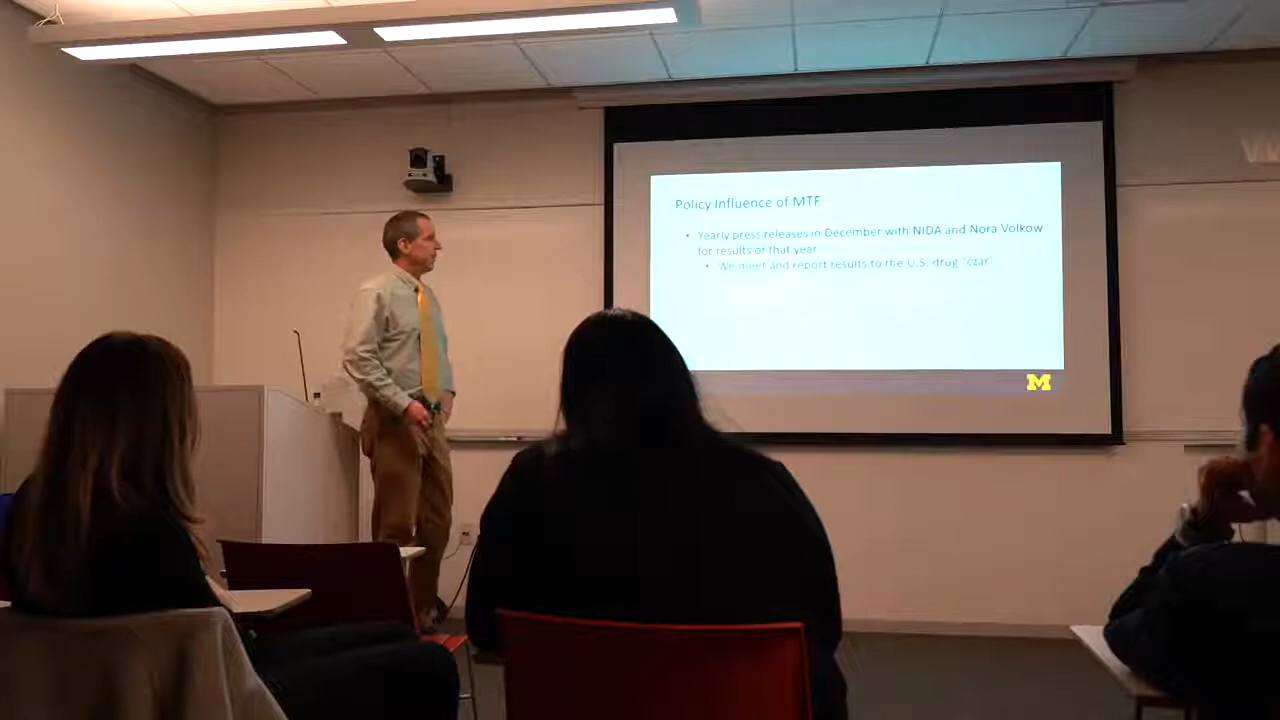 Policy Influence of MTF
• Yearly press releases in December with NIDA and Nora Volkow
for results of that year
• We meet and report results to the U.S. drug "czar"
M